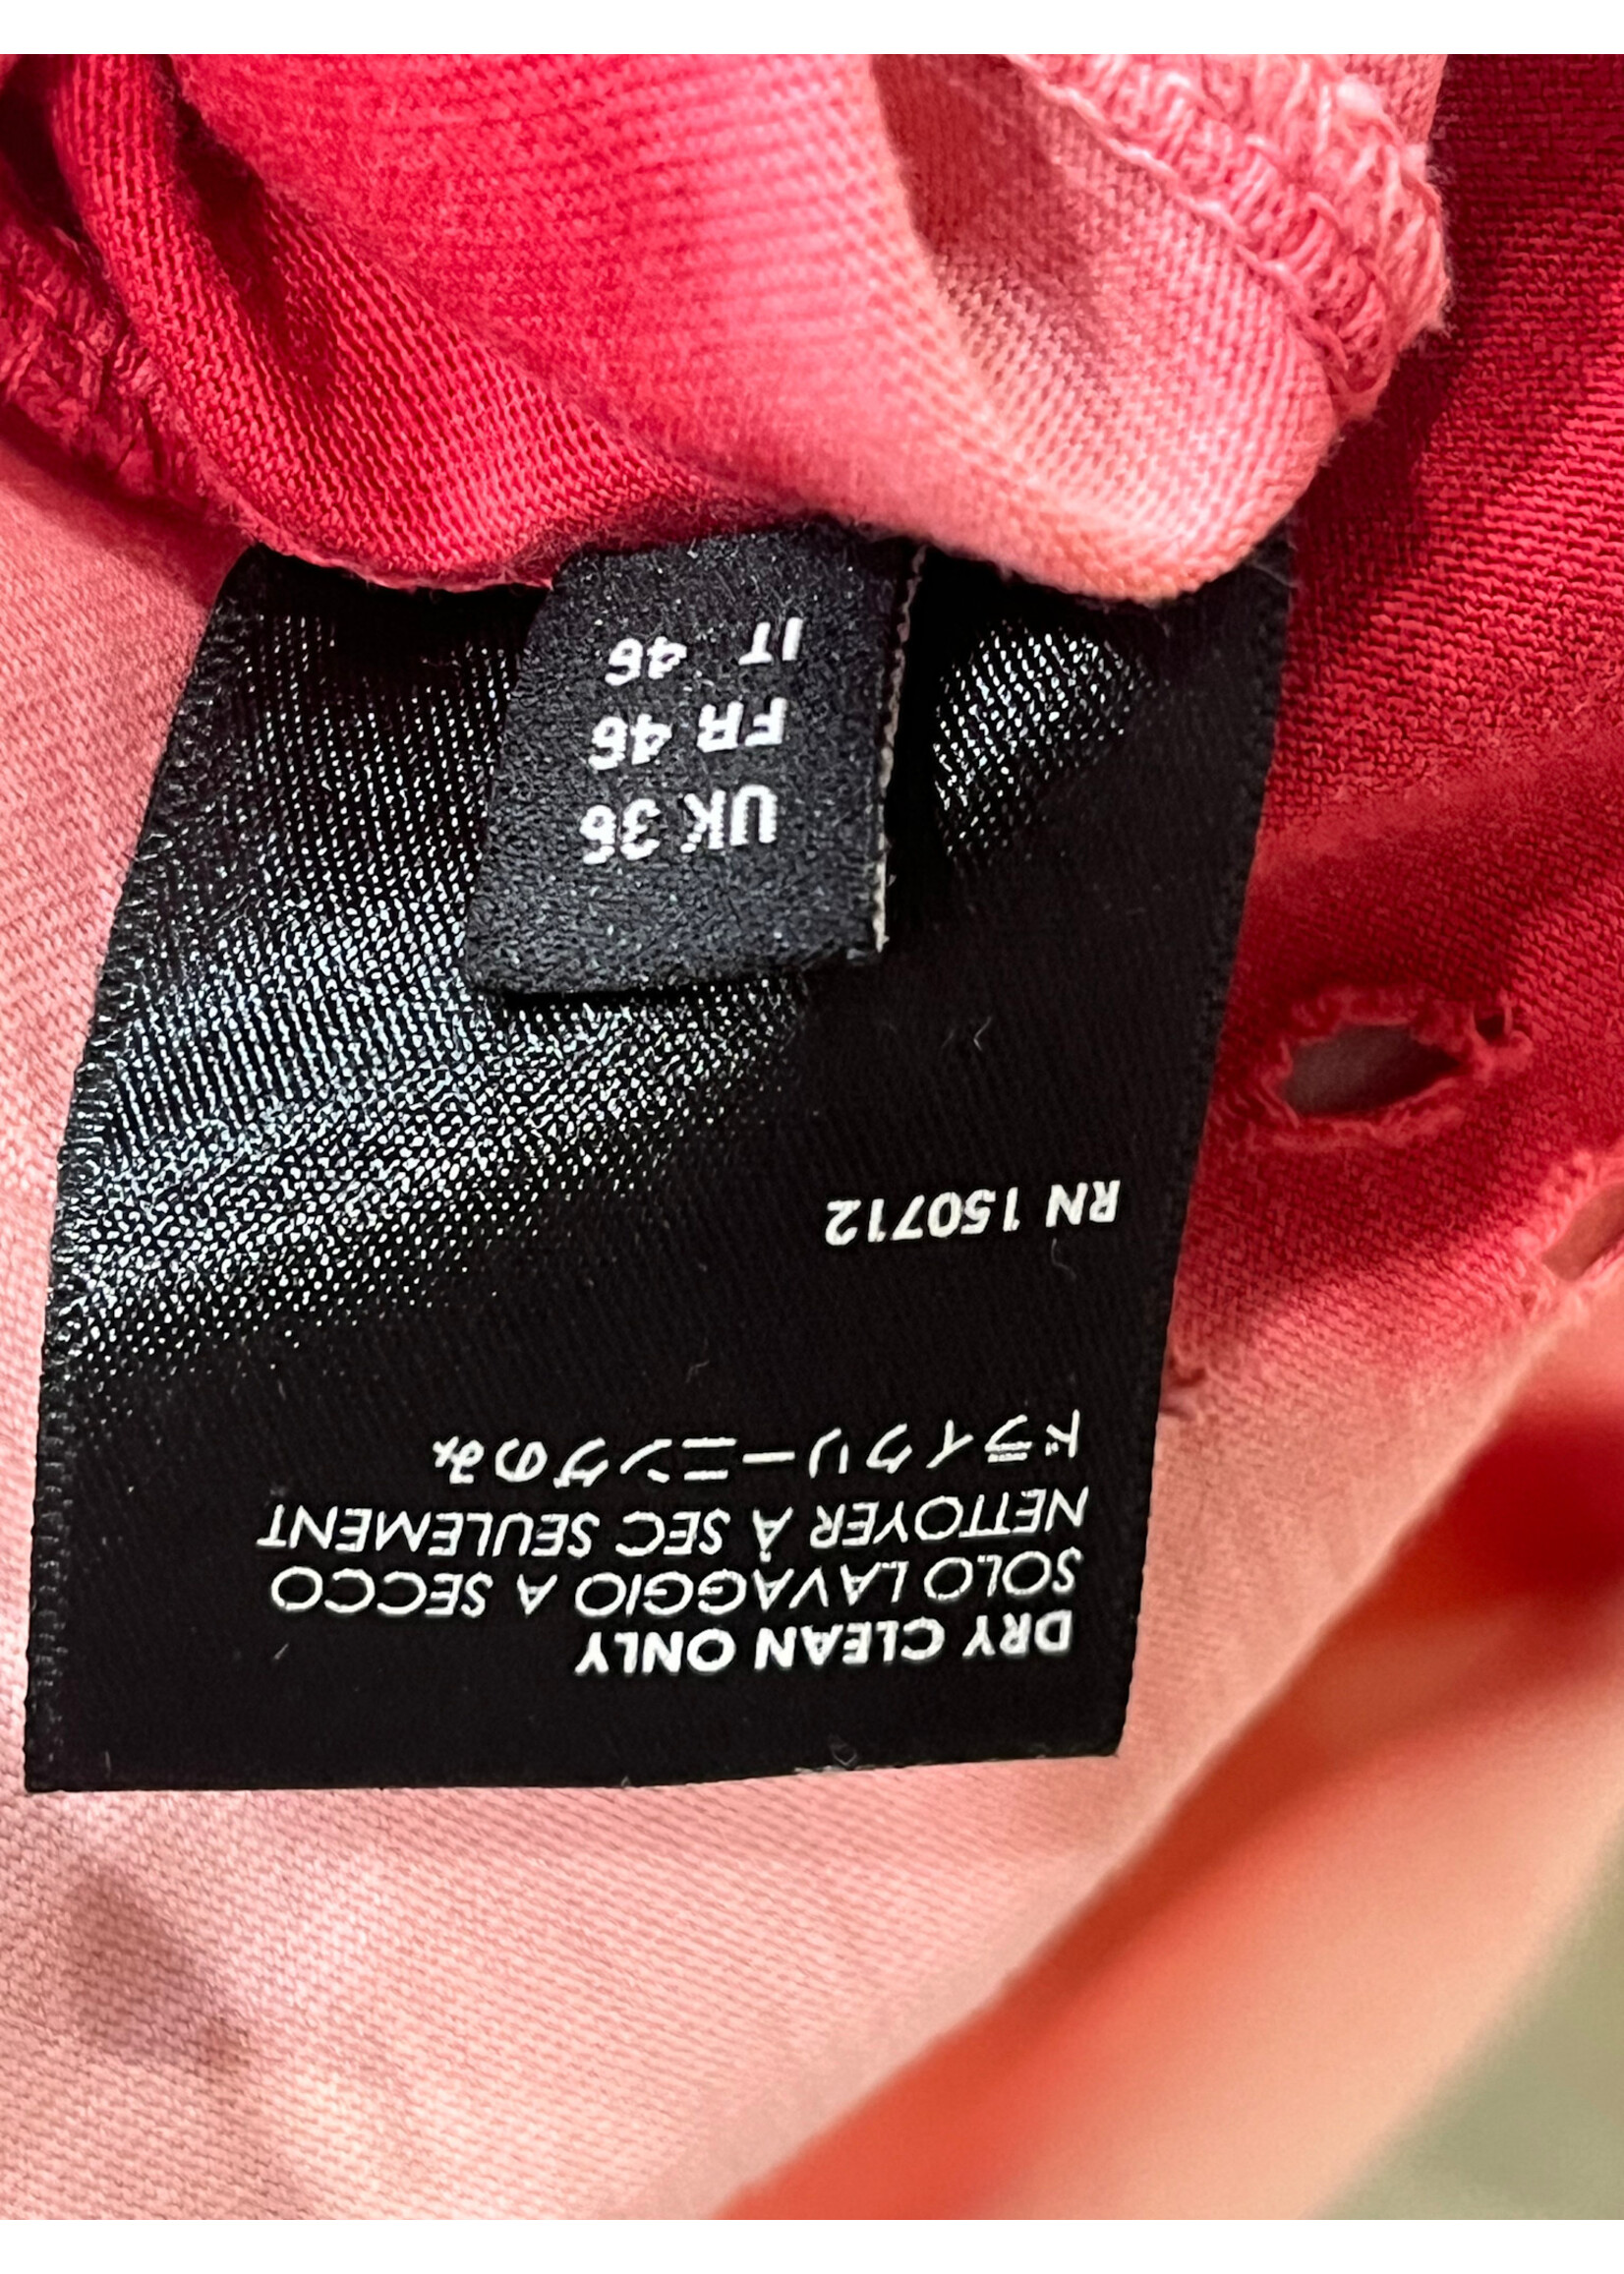 DRY CLEAN ONLY
SOLO LAVAGGIO A SECCO
NETTOYER À SEC SEULEMENT
ドライクリーニングのみ
RN 150712
UK 36
FR 46
IT 46